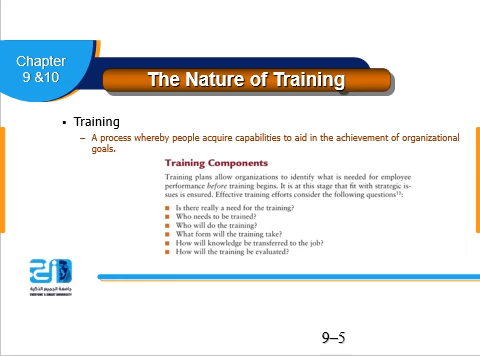 Chapter
9 &10
The Nature of Training
▪ Training
– A process whereby people acquire capabilities to aid in the achievement of organizational
goals.
Training Components
Training plans allow organizations to identify what is needed for employee
performance before training begins. It is at this stage that fit with strategic is-
sues is ensured. Effective training efforts consider the following questions¹¹:
■ Is there really a need for the training?
■ Who needs to be trained?
■ Who will do the training?
■ What form will the training take?
■ How will knowledge be transferred to the job?
■ How will the training be evaluated?
9–5